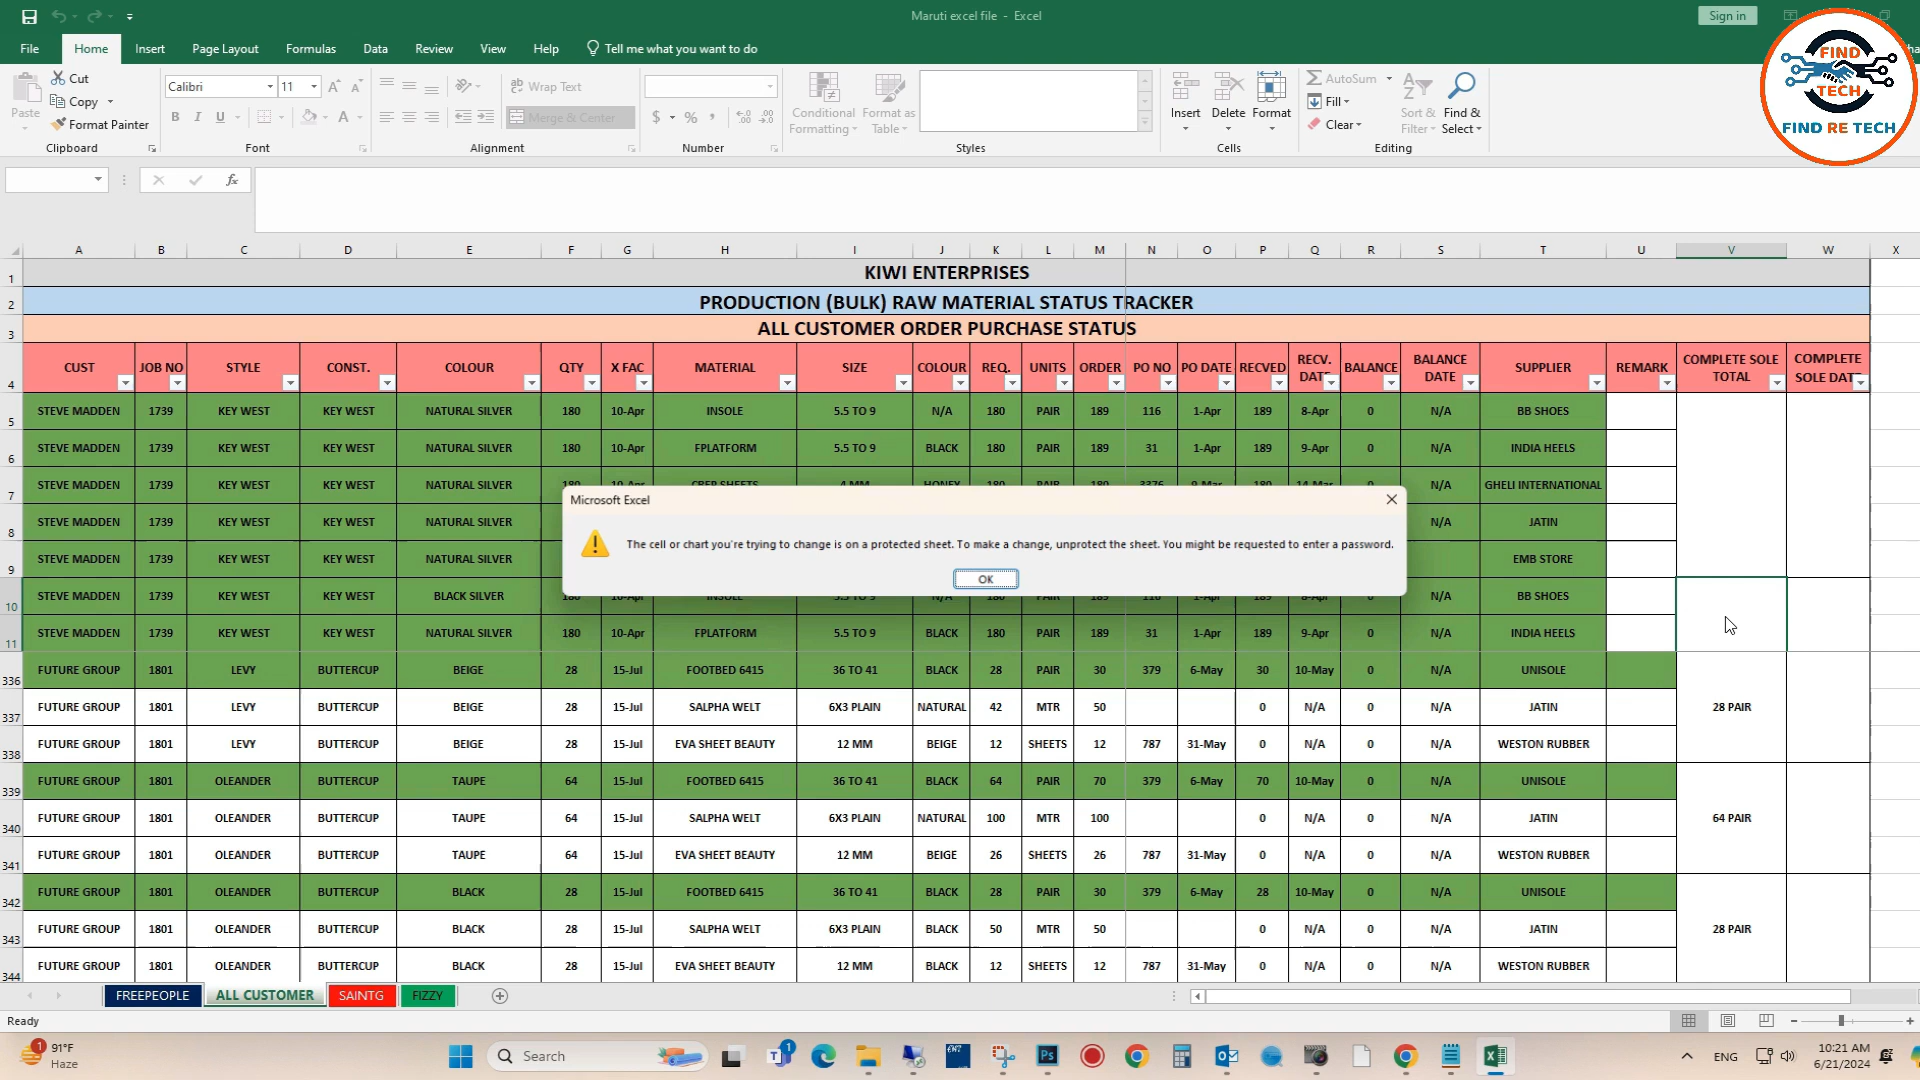 Maruti excel file - Excel
Sign in
File Home Insert Page Layout Formulas Data Review View Help Tell me what you want to do
Cut
Copy
Format Painter
Paste
Clipboard
Calibri 11
B I U
Font
Wrap Text
Merge & Center
Alignment
$ % ,
Number
Conditional Formatting
Format as Table
Styles
Insert Delete Format
Cells
AutoSum
Fill
Clear
Sort & Filter
Find & Select
Editing
FIND
TECH
FIND RE TECH
fx
A B C D E F G H I J K L M N O P Q R S T U V W X
1 KIWI ENTERPRISES
2 PRODUCTION (BULK) RAW MATERIAL STATUS TRACKER
3 ALL CUSTOMER ORDER PURCHASE STATUS
4 CUST JOB NO STYLE CONST. COLOUR QTY X FAC MATERIAL SIZE COLOUR REQ. UNITS ORDER PO NO PO DATE RECVED RECV. DATE BALANCE BALANCE DATE SUPPLIER REMARK COMPLETE SOLE TOTAL COMPLETE SOLE DATE
5 STEVE MADDEN 1739 KEY WEST KEY WEST NATURAL SILVER 180 10-Apr INSOLE 5.5 TO 9 N/A 180 PAIR 189 116 1-Apr 189 8-Apr 0 N/A BB SHOES
6 STEVE MADDEN 1739 KEY WEST KEY WEST NATURAL SILVER 180 10-Apr FPLATFORM 5.5 TO 9 BLACK 180 PAIR 189 31 1-Apr 189 9-Apr 0 N/A INDIA HEELS
7 STEVE MADDEN 1739 KEY WEST KEY WEST NATURAL SILVER N/A GHELI INTERNATIONAL
8 STEVE MADDEN 1739 KEY WEST KEY WEST NATURAL SILVER N/A JATIN
9 STEVE MADDEN 1739 KEY WEST KEY WEST NATURAL SILVER EMB STORE
Microsoft Excel
The cell or chart you're trying to change is on a protected sheet. To make a change, unprotect the sheet. You might be requested to enter a password.
OK
10 STEVE MADDEN 1739 KEY WEST KEY WEST BLACK SILVER N/A BB SHOES
11 STEVE MADDEN 1739 KEY WEST KEY WEST NATURAL SILVER 180 10-Apr FPLATFORM 5.5 TO 9 BLACK 180 PAIR 189 31 1-Apr 189 9-Apr 0 N/A INDIA HEELS
336 FUTURE GROUP 1801 LEVY BUTTERCUP BEIGE 28 15-Jul FOOTBED 6415 36 TO 41 BLACK 28 PAIR 30 379 6-May 30 10-May 0 N/A UNISOLE
337 FUTURE GROUP 1801 LEVY BUTTERCUP BEIGE 28 15-Jul SALPHA WELT 6X3 PLAIN NATURAL 42 MTR 50 0 N/A 0 N/A JATIN 28 PAIR
338 FUTURE GROUP 1801 LEVY BUTTERCUP BEIGE 28 15-Jul EVA SHEET BEAUTY 12 MM BEIGE 12 SHEETS 12 787 31-May 0 N/A 0 N/A WESTON RUBBER
339 FUTURE GROUP 1801 OLEANDER BUTTERCUP TAUPE 64 15-Jul FOOTBED 6415 36 TO 41 BLACK 64 PAIR 70 379 6-May 70 10-May 0 N/A UNISOLE
340 FUTURE GROUP 1801 OLEANDER BUTTERCUP TAUPE 64 15-Jul SALPHA WELT 6X3 PLAIN NATURAL 100 MTR 100 0 N/A 0 N/A JATIN 64 PAIR
341 FUTURE GROUP 1801 OLEANDER BUTTERCUP TAUPE 64 15-Jul EVA SHEET BEAUTY 12 MM BEIGE 26 SHEETS 26 787 31-May 0 N/A 0 N/A WESTON RUBBER
342 FUTURE GROUP 1801 OLEANDER BUTTERCUP BLACK 28 15-Jul FOOTBED 6415 36 TO 41 BLACK 28 PAIR 30 379 6-May 28 10-May 0 N/A UNISOLE
343 FUTURE GROUP 1801 OLEANDER BUTTERCUP BLACK 28 15-Jul SALPHA WELT 6X3 PLAIN BLACK 50 MTR 50 0 N/A 0 N/A JATIN 28 PAIR
344 FUTURE GROUP 1801 OLEANDER BUTTERCUP BLACK 28 15-Jul EVA SHEET BEAUTY 12 MM BLACK 12 SHEETS 12 787 31-May 0 N/A 0 N/A WESTON RUBBER
FREEPEOPLE ALL CUSTOMER SAINTG FIZZY
Ready
91°F
Haze
Search
ENG
10:21 AM
6/21/2024